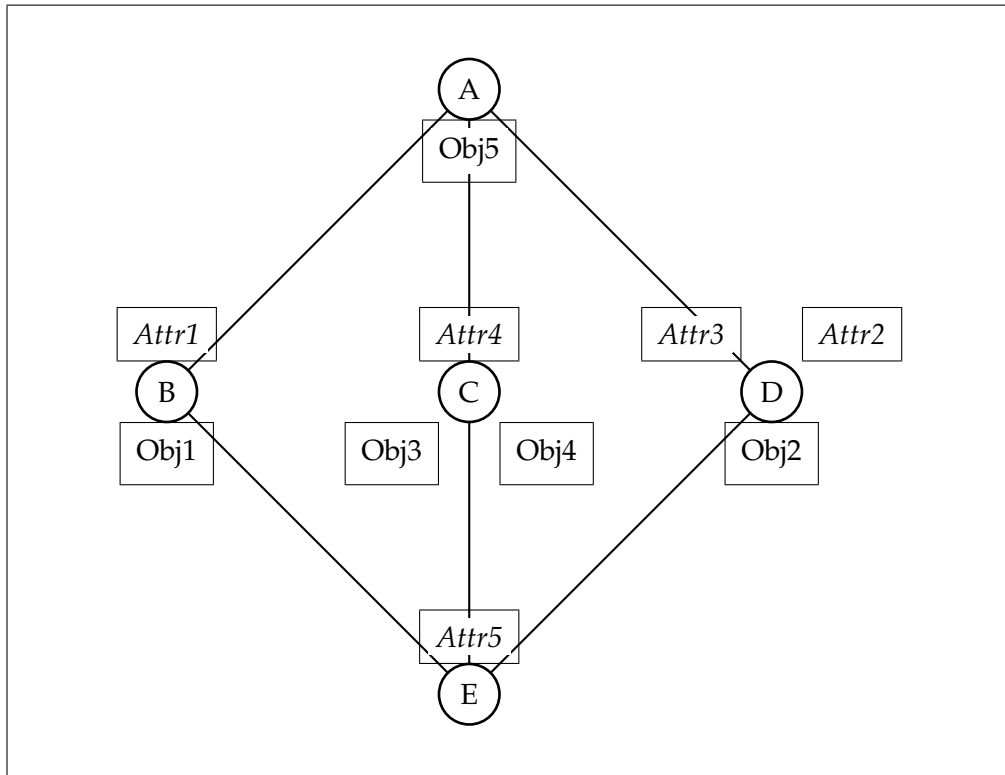 A
Obj5
Attr1 Attr4 Attr3 Attr2
B C D
Obj1 Obj3 Obj4 Obj2
Attr5
E